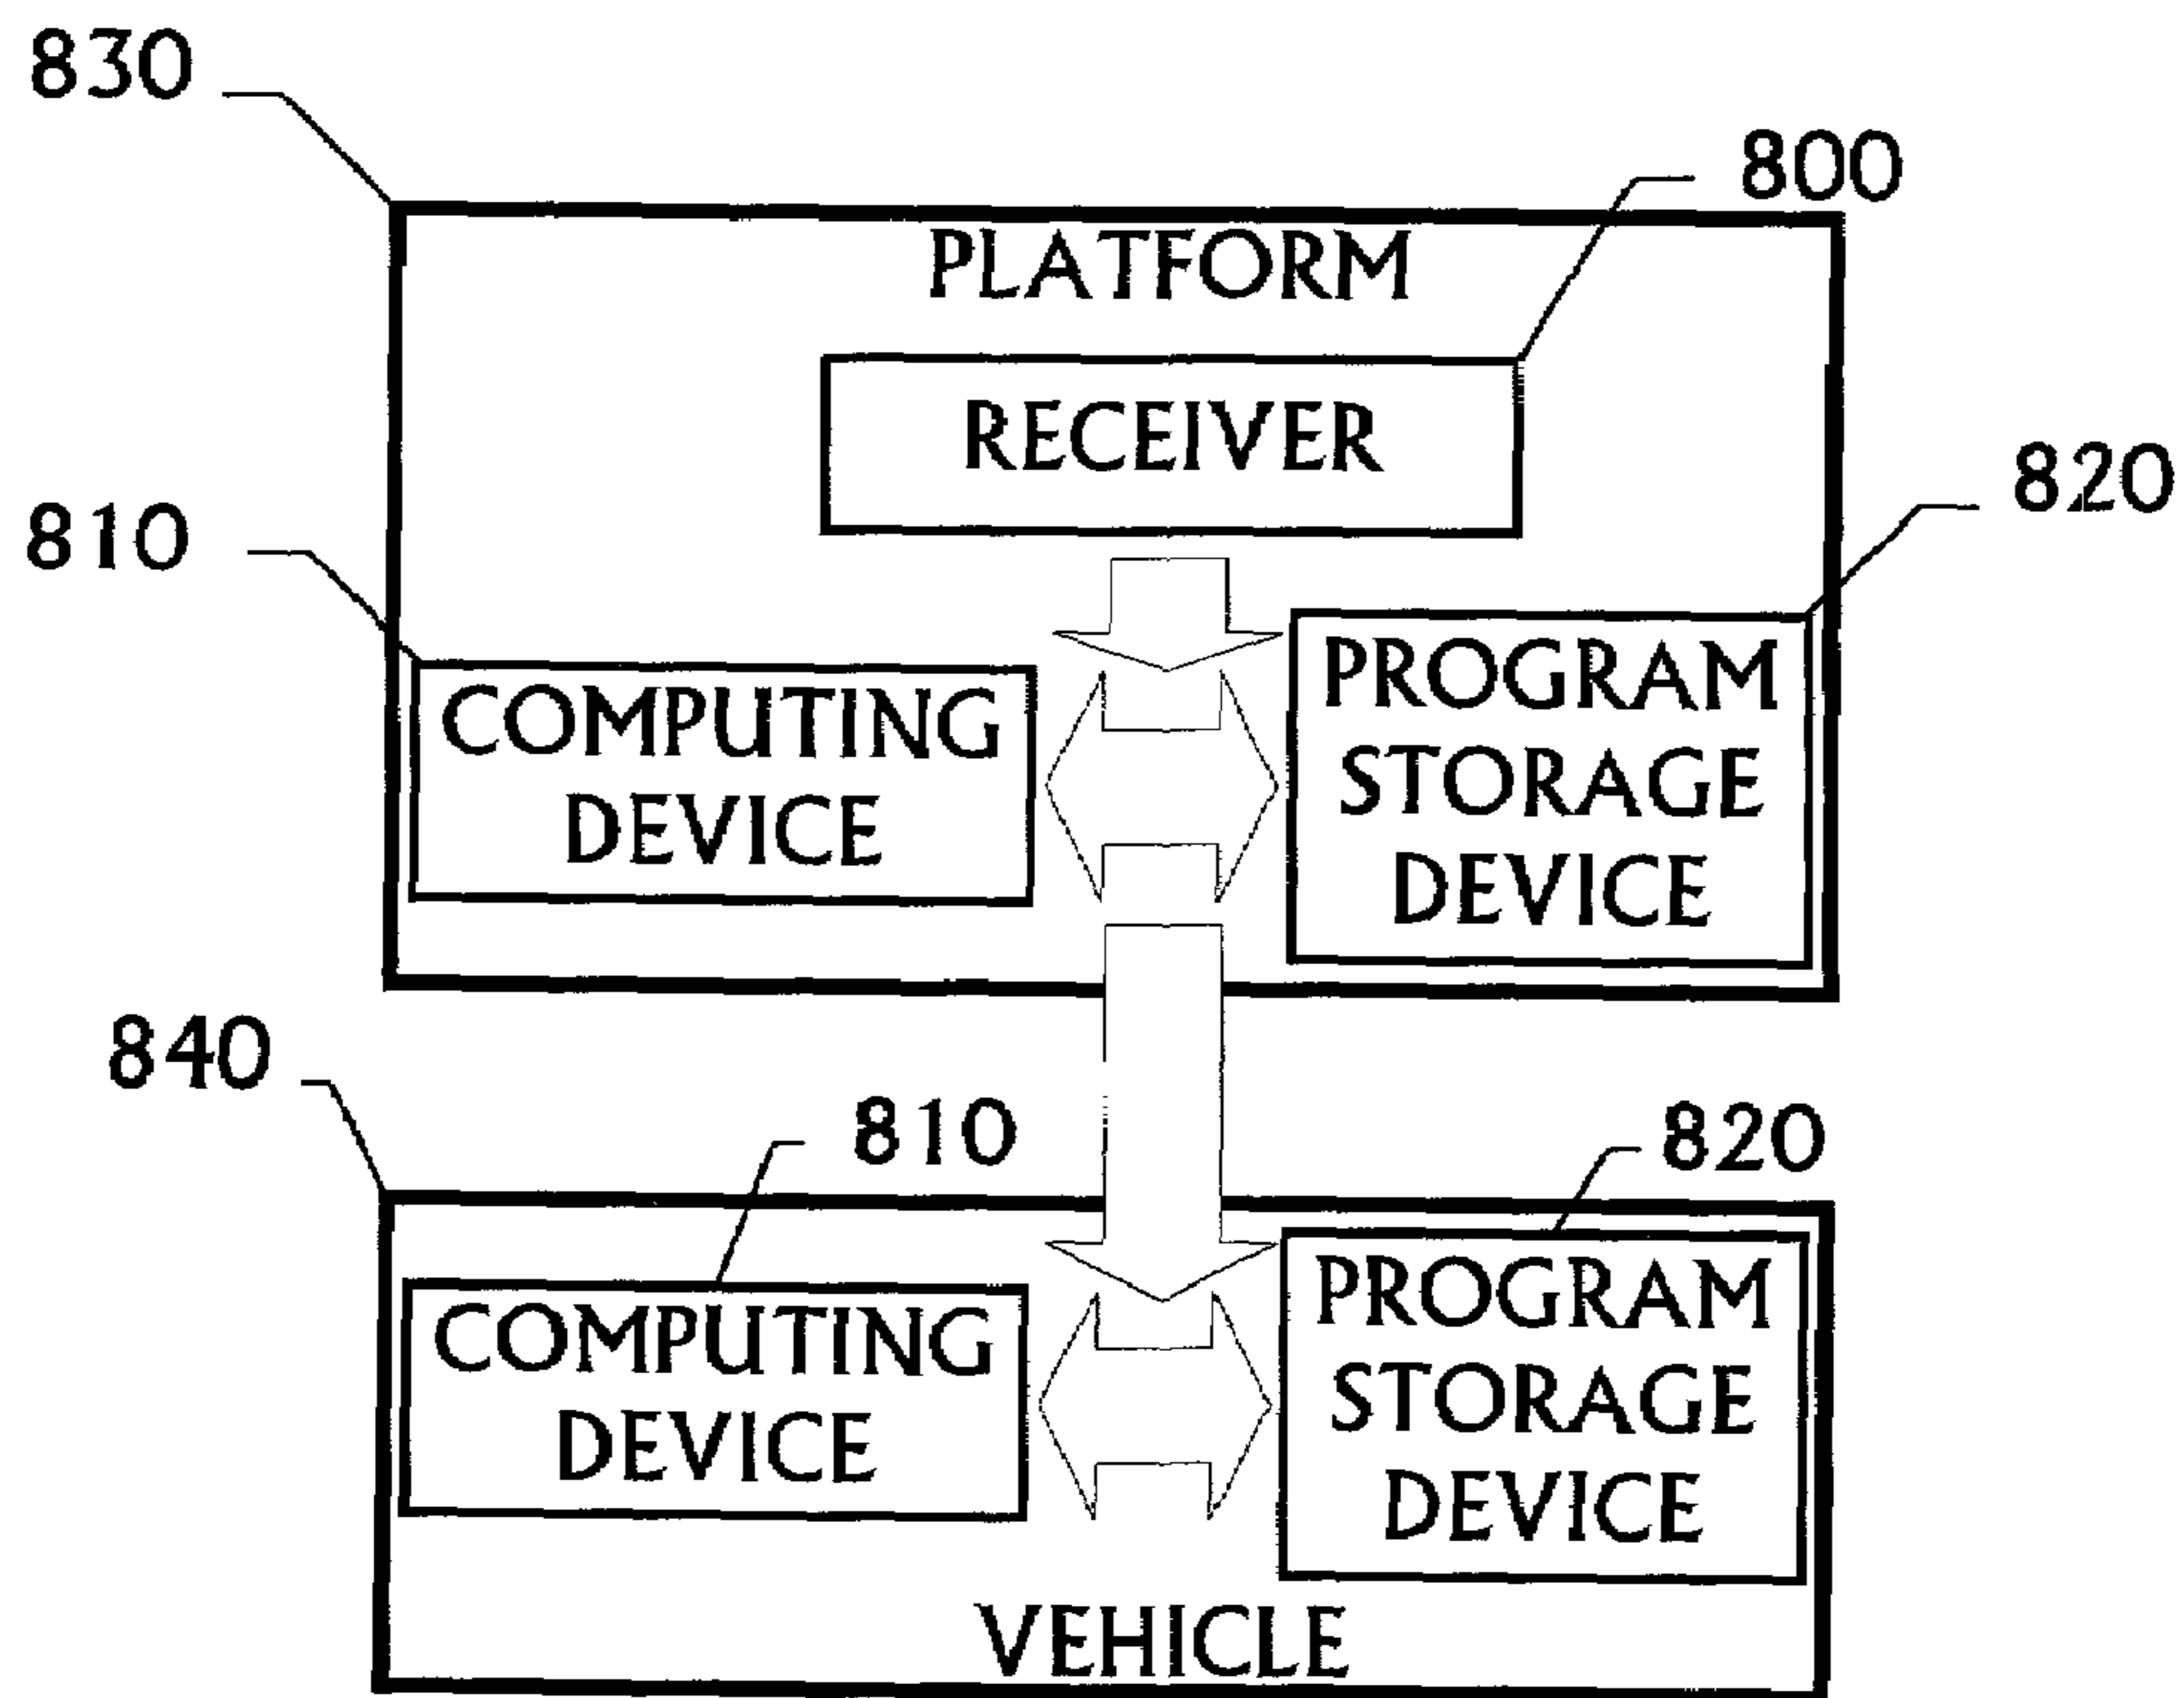 830
800
PLATFORM
RECEIVER
820
810
COMPUTING
DEVICE
PROGRAM
STORAGE
DEVICE
840
810
820
COMPUTING
DEVICE
PROGRAM
STORAGE
DEVICE
VEHICLE